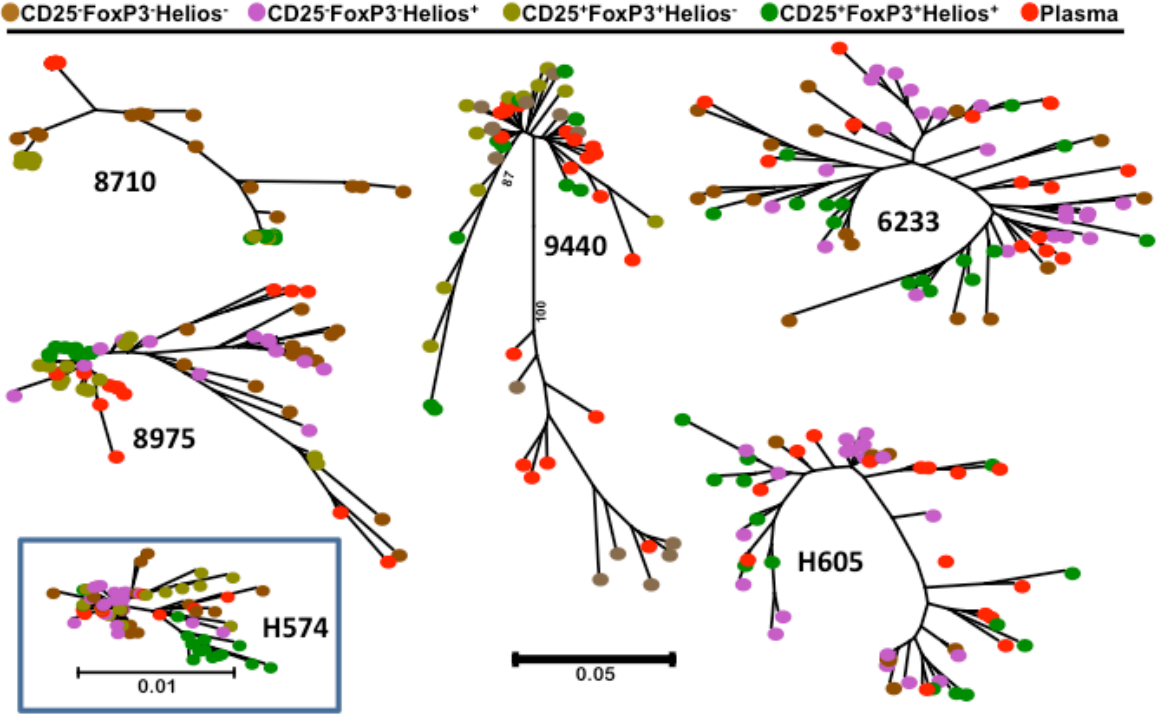 CD25⁻FoxP3⁻Helios⁻ CD25⁻FoxP3⁻Helios⁺ CD25⁺FoxP3⁺Helios⁻ CD25⁺FoxP3⁺Helios⁺ Plasma
8710
87
9440
6233
100
8975
H605
H574
0.01
0.05